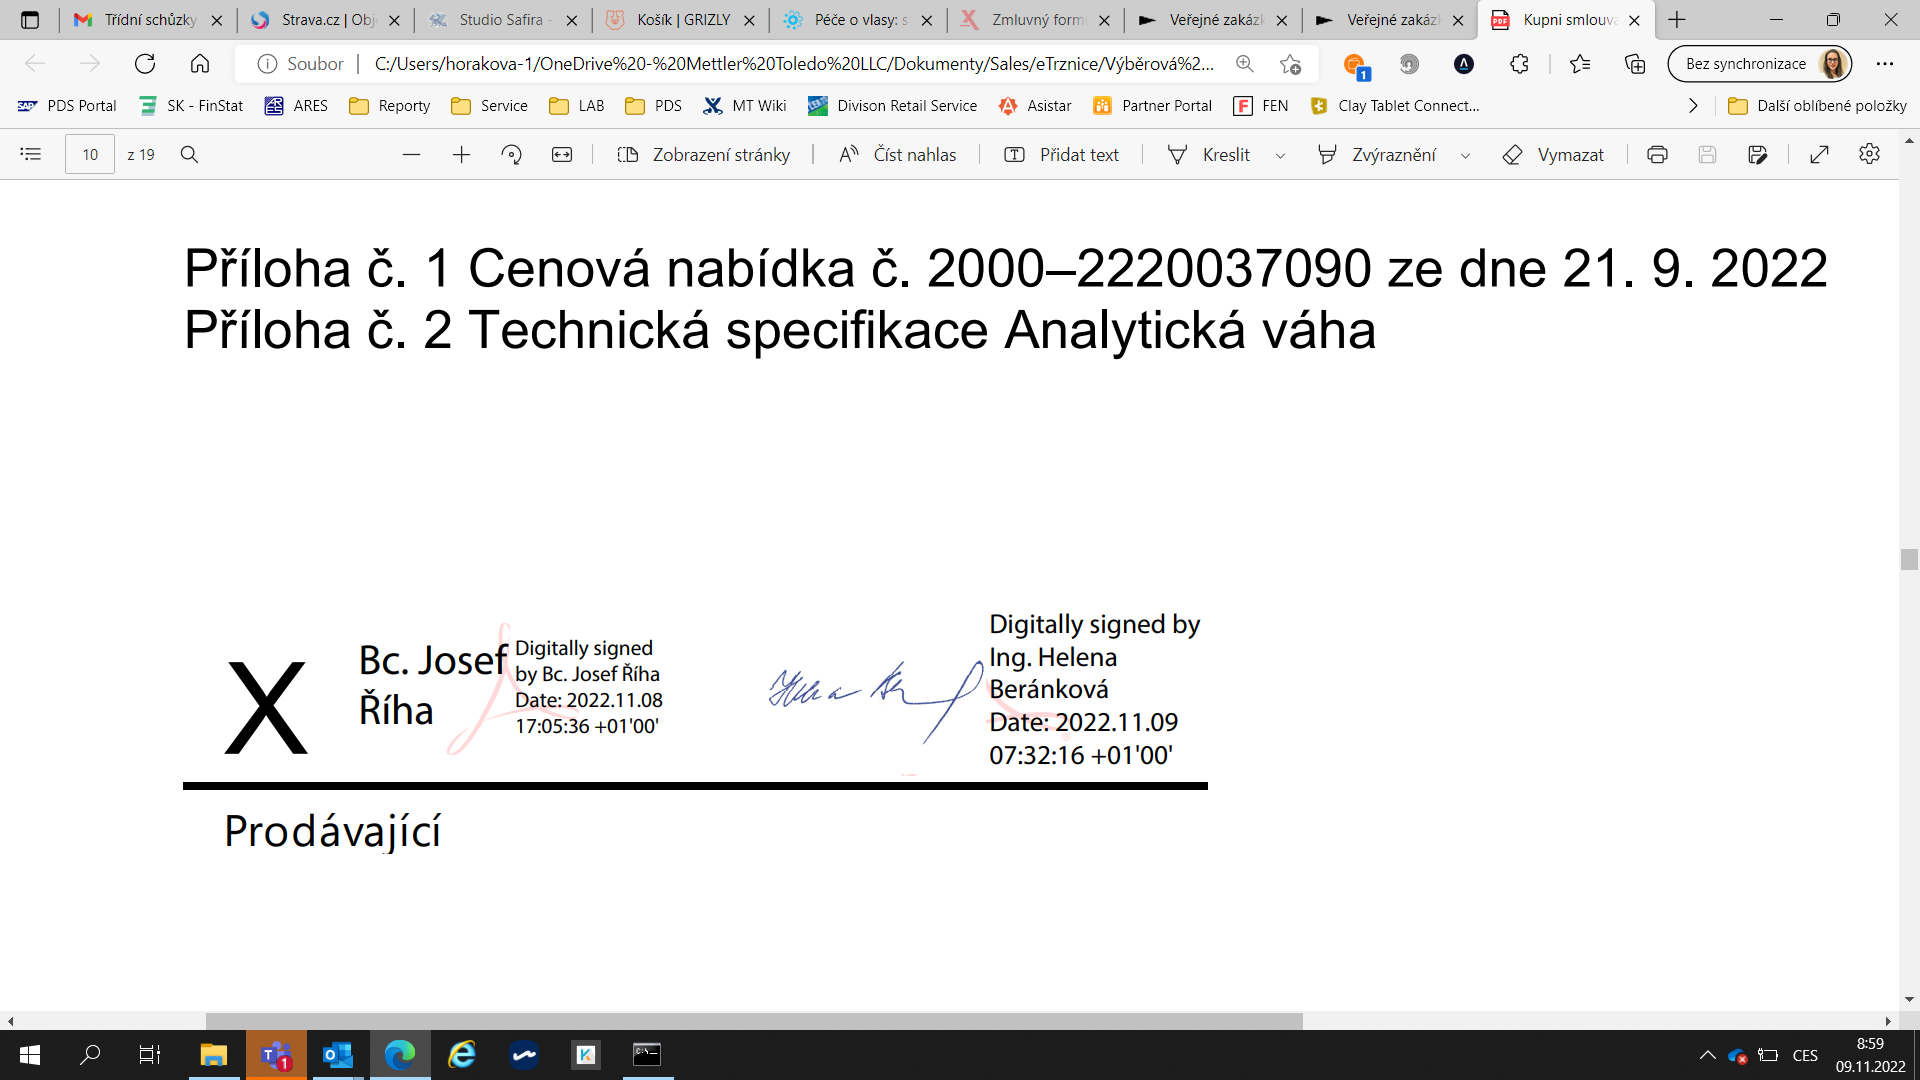 Třídní schůzky
Strava.cz | Obj
Studio Safira -
Košík | GRIZLY
Péče o vlasy: s
Zmluvný form
Veřejné zakázk
Veřejné zakázk
Kupni smlouva
Soubor
C:/Users/horakova-1/OneDrive%20-%20Mettler%20Toledo%20LLC/Dokumenty/Sales/eTrznice/Výběrová%2...
1
Bez synchronizace
PDS Portal
SK - FinStat
ARES
Reporty
Service
LAB
PDS
MT Wiki
Divison Retail Service
Asistar
Partner Portal
FEN
Clay Tablet Connect...
Další oblíbené položky
10 z 19
Zobrazení stránky
Číst nahlas
Přidat text
Kreslit
Zvýraznění
Vymazat
Příloha č. 1 Cenová nabídka č. 2000–2220037090 ze dne 21. 9. 2022
Příloha č. 2 Technická specifikace Analytická váha
X
Bc. Josef
Říha
Digitally signed
by Bc. Josef Říha
Date: 2022.11.08
17:05:36 +01'00'
Digitally signed by
Ing. Helena
Beránková
Date: 2022.11.09
07:32:16 +01'00'
Prodávající
1
CES
8:59
09.11.2022